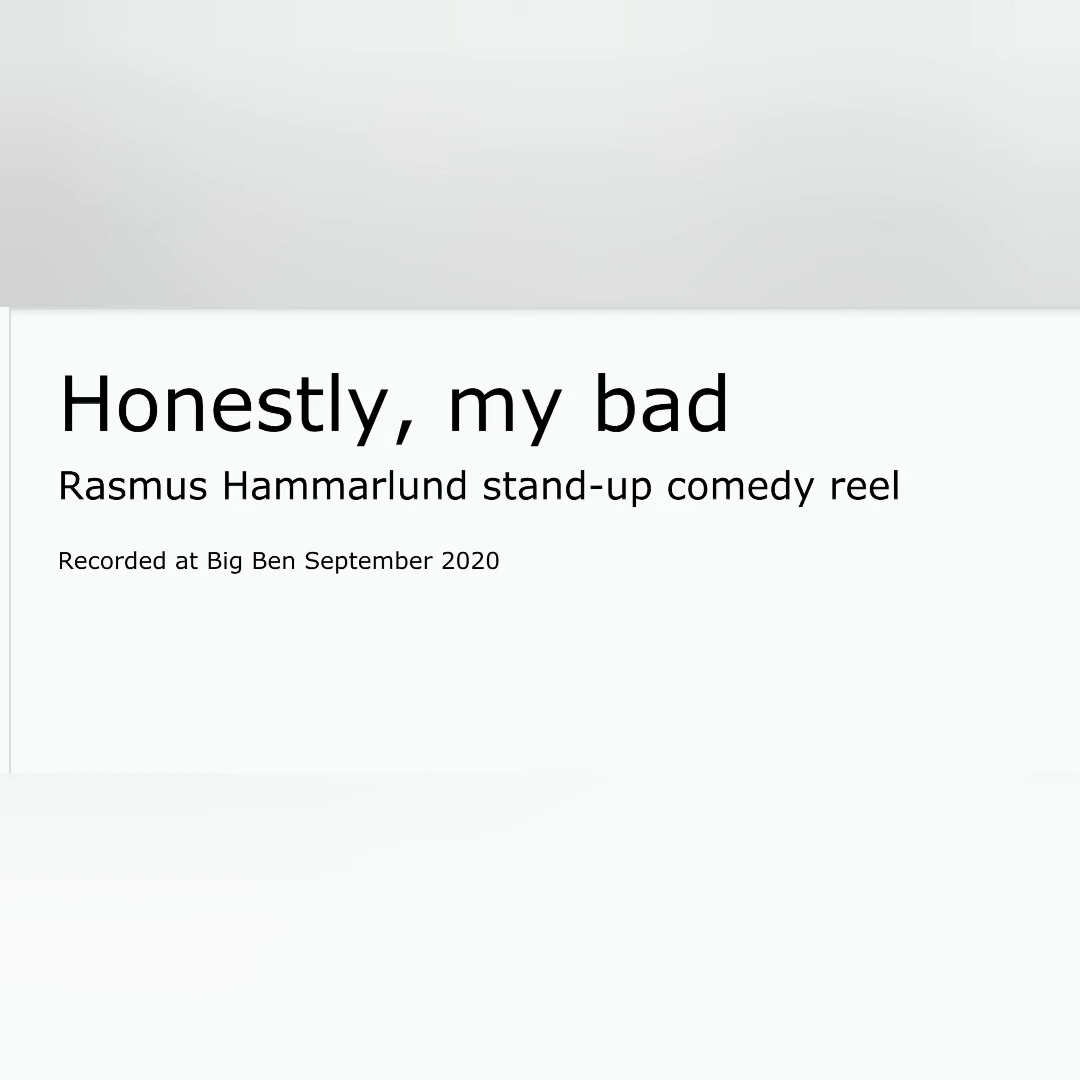 Honestly, my bad
Rasmus Hammarlund stand-up comedy reel
Recorded at Big Ben September 2020